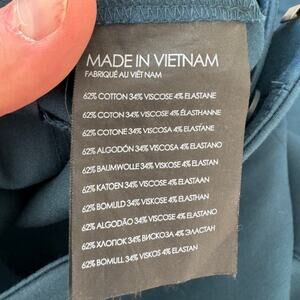 MADE IN VIETNAM
FABRIQUÉ AU VIÊT NAM
62% COTTON 34% VISCOSE 4% ELASTANE
62% COTON 34% VISCOSE 4% ÉLASTHANNE
62% COTONE 34% VISCOSA 4% ELASTANE
62% ALGODÓN 34% VISCOSA 4% ELASTANO
62% BAUMWOLLE 34% VISKOSE 4% ELASTAN
62% KATOEN 34% VISCOSE 4% ELASTAAN
62% BOMULD 34% VISKOSE 4% ELASTHAN
62% ALGODÃO 34% VISCOSE 4% ELASTANO
62% ХЛОПОК 34% ВИСКОЗА 4% ЭЛАСТАН
62% BOMULL 34% VISKOS 4% ELASTAN